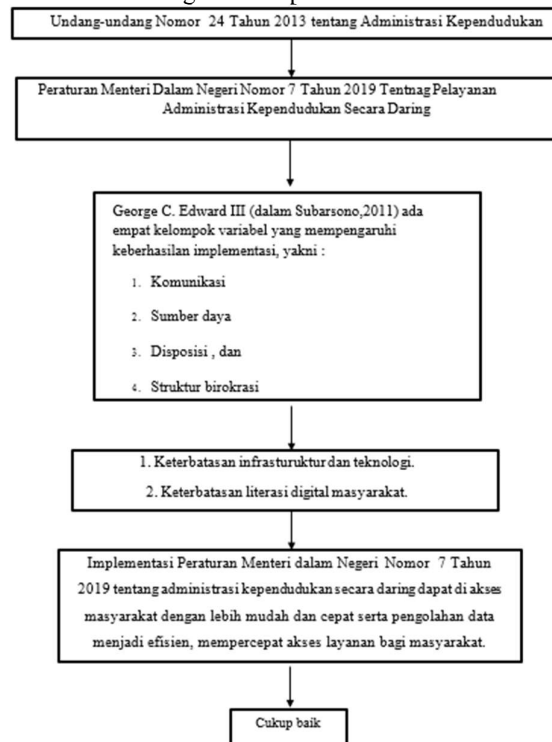 Undang-undang Nomor 24 Tahun 2013 tentang Administrasi Kependudukan
Peraturan Menteri Dalam Negeri Nomor 7 Tahun 2019 Tentnag Pelayanan
Administrasi Kependudukan Secara Daring
George C. Edward III (dalam Subarsono,2011) ada
empat kelompok variabel yang mempengaruhi
keberhasilan implementasi, yakni :
1. Komunikasi
2. Sumber daya
3. Disposisi , dan
4. Struktur birokrasi
1. Keterbatasan infrasturuktur dan teknologi.
2. Keterbatasan literasi digital masyarakat.
Implementasi Peraturan Menteri dalam Negeri Nomor 7 Tahun
2019 tentang administrasi kependudukan secara daring dapat di akses
masyarakat dengan lebih mudah dan cepat serta pengolahan data
menjadi efisien, mempercepat akses layanan bagi masyarakat.
Cukup baik